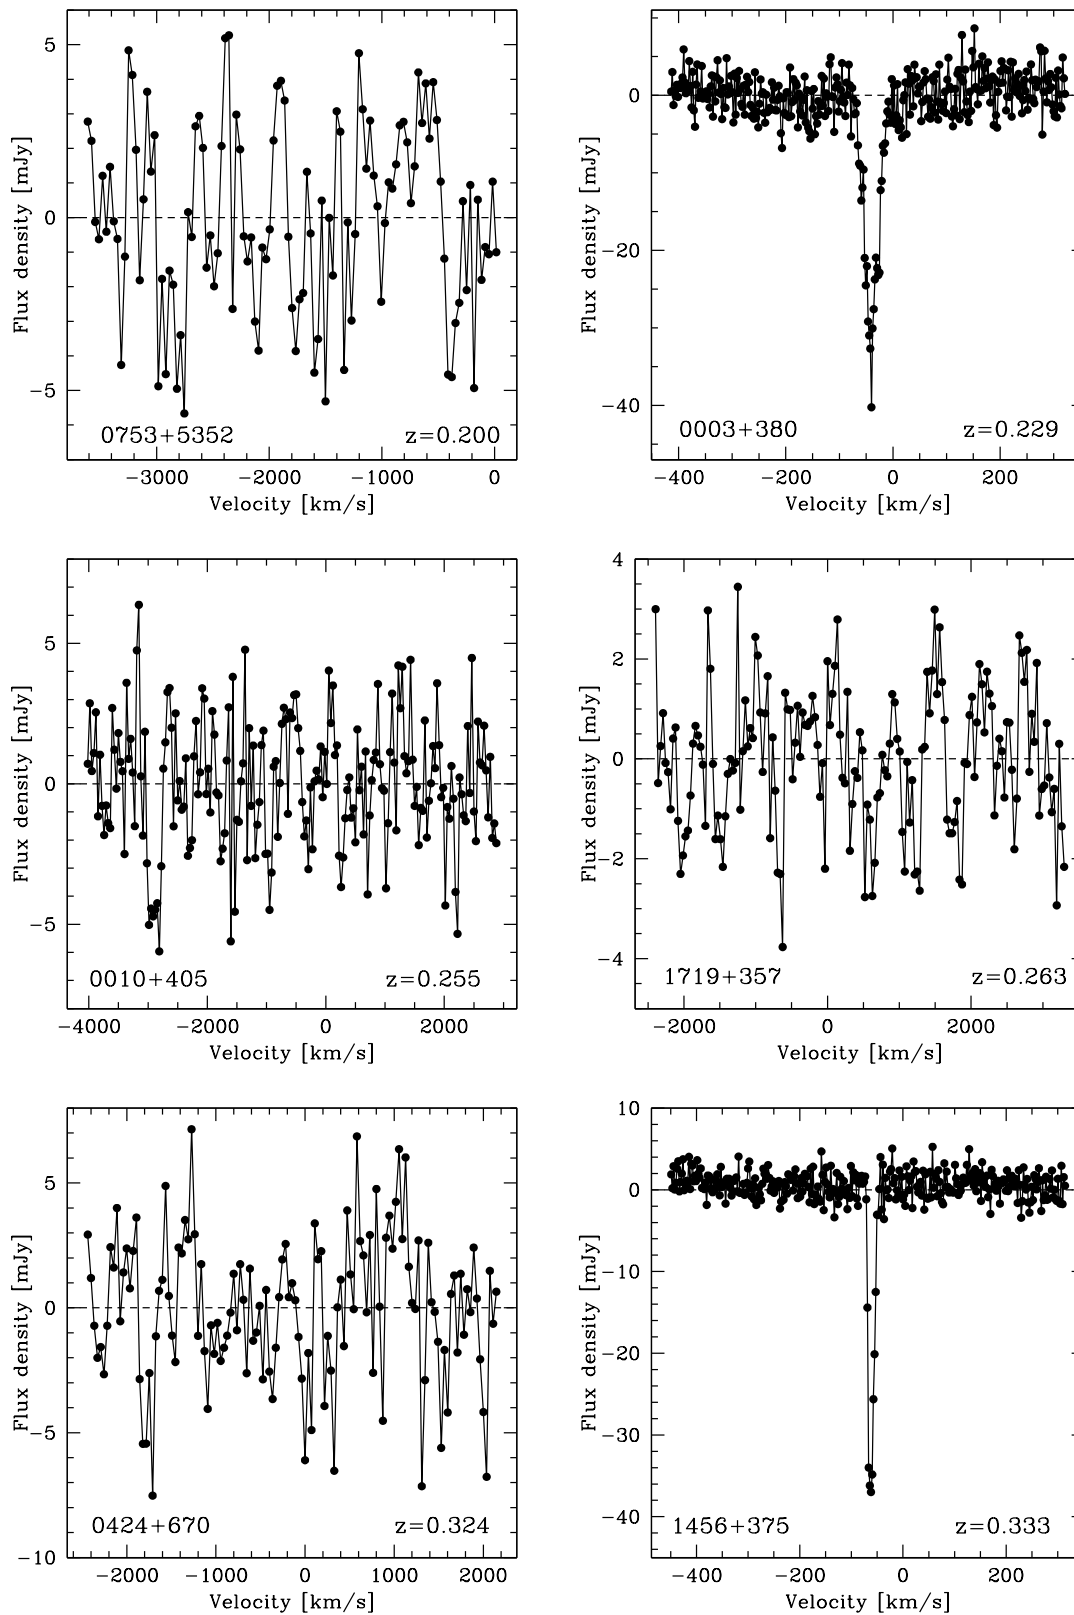 5
0
−5
Flux density [mJy]
0753+5352 z=0.200
−3000 −2000 −1000 0
Velocity [km/s]
0
−20
−40
Flux density [mJy]
0003+380 z=0.229
−400 −200 0 200
Velocity [km/s]
5
0
−5
Flux density [mJy]
0010+405 z=0.255
−4000 −2000 0 2000
Velocity [km/s]
4
2
0
−2
−4
Flux density [mJy]
1719+357 z=0.263
−2000 0 2000
Velocity [km/s]
10
5
0
−5
−10
Flux density [mJy]
0424+670 z=0.324
−2000 −1000 0 1000 2000
Velocity [km/s]
10
0
−10
−20
−30
−40
Flux density [mJy]
1456+375 z=0.333
−400 −200 0 200
Velocity [km/s]